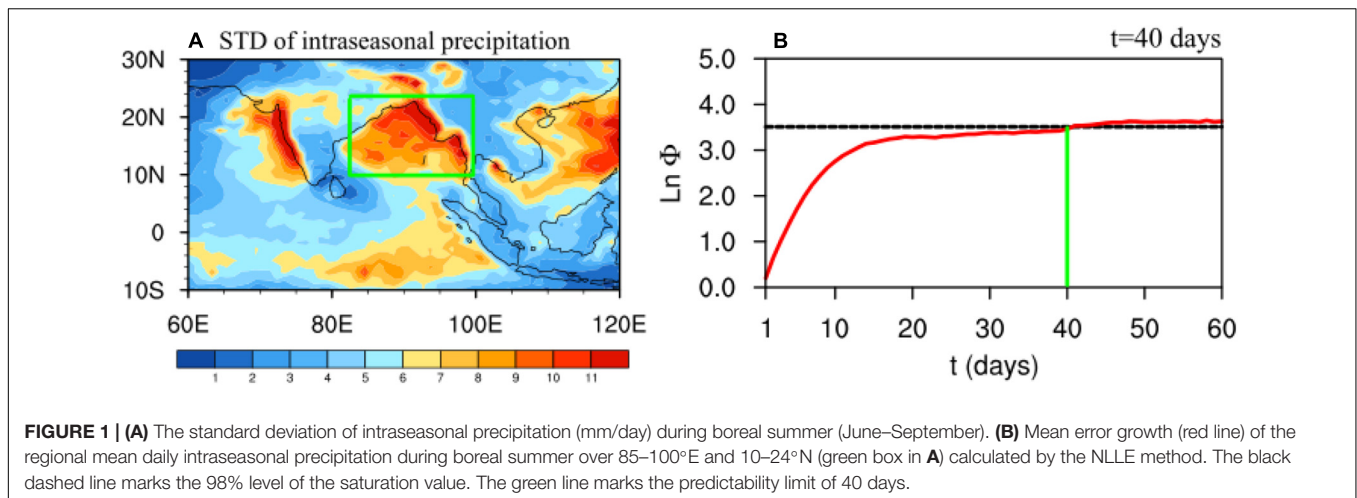 A STD of intraseasonal precipitation
30N
20N
10N
0
10S
60E 80E 100E 120E
1 2 3 4 5 6 7 8 9 10 11
B t=40 days
5.0
4.0
3.0
2.0
1.0
0.0
Ln Φ
1 10 20 30 40 50 60
t (days)
FIGURE 1 | (A) The standard deviation of intraseasonal precipitation (mm/day) during boreal summer (June–September). (B) Mean error growth (red line) of the
regional mean daily intraseasonal precipitation during boreal summer over 85–100°E and 10–24°N (green box in A) calculated by the NLLE method. The black
dashed line marks the 98% level of the saturation value. The green line marks the predictability limit of 40 days.